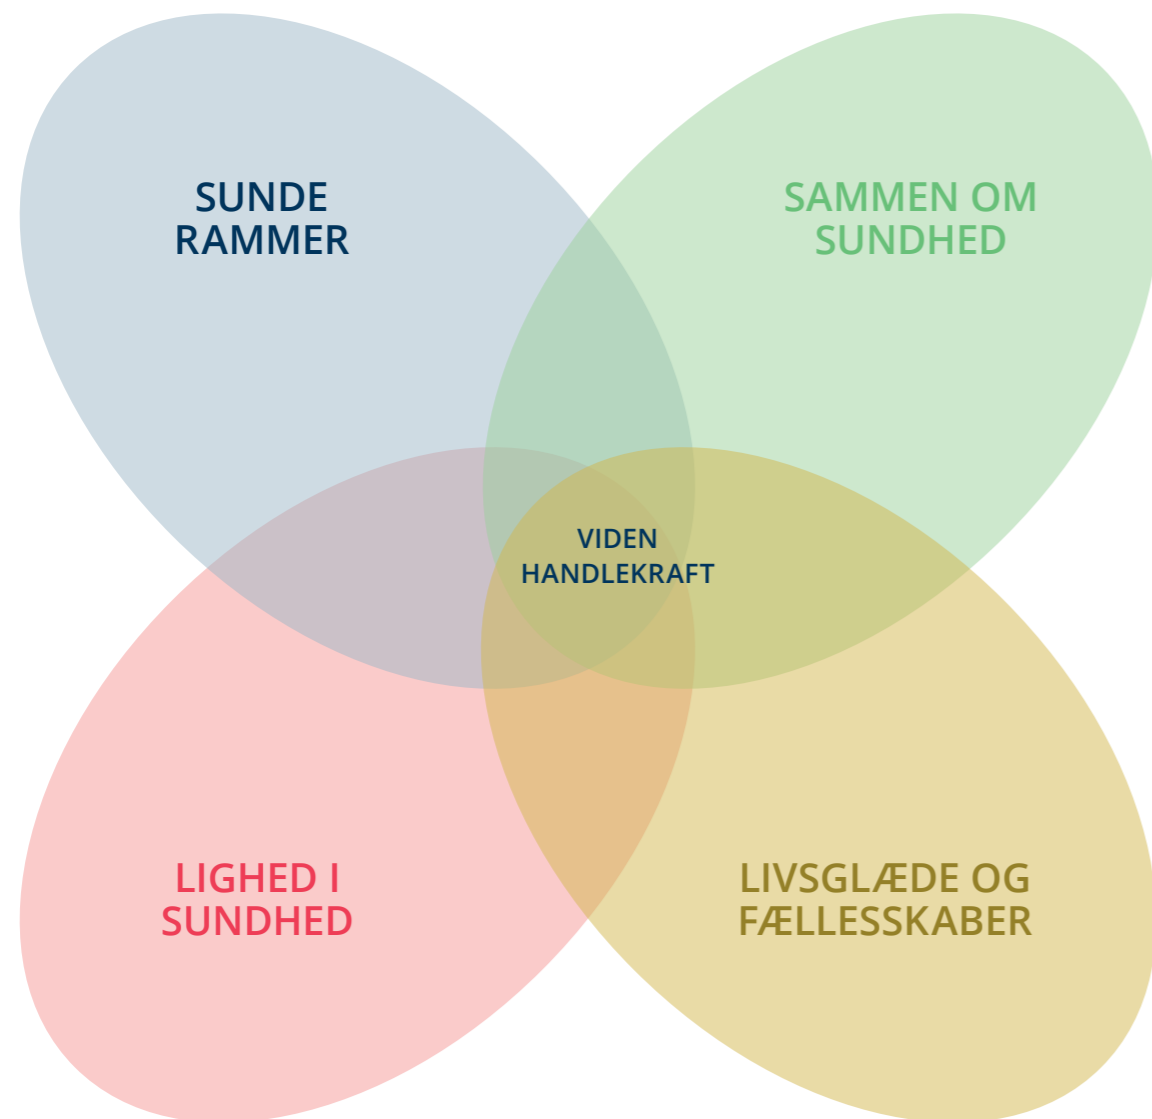 SUNDE
RAMMER
SAMMEN OM
SUNDHED
VIDEN
HANDLEKRAFT
LIGHED I
SUNDHED
LIVSGLÆDE OG
FÆLLESSKABER